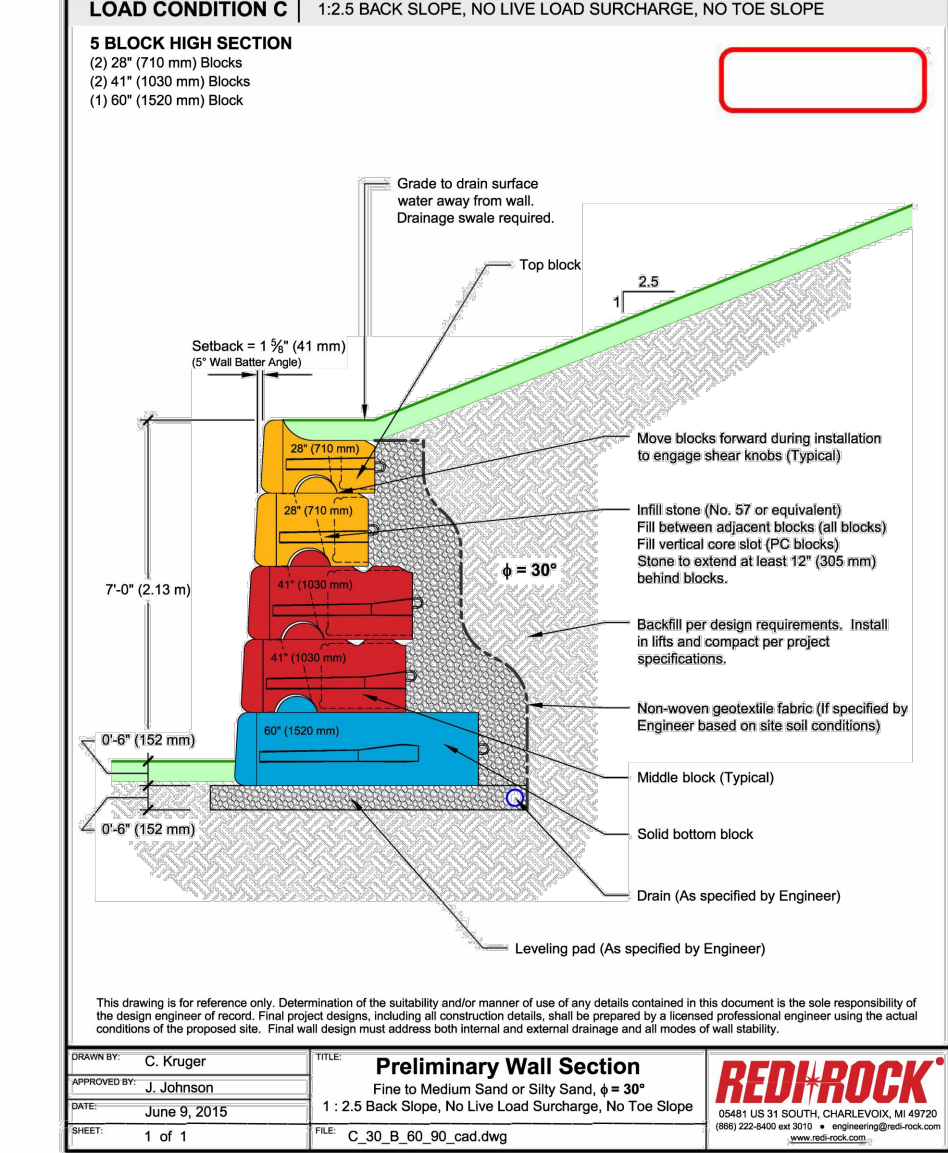 LOAD CONDITION C | 1:2.5 BACK SLOPE, NO LIVE LOAD SURCHARGE, NO TOE SLOPE
5 BLOCK HIGH SECTION
(2) 28" (710 mm) Blocks
(2) 41" (1030 mm) Blocks
(1) 60" (1520 mm) Block
Grade to drain surface
water away from wall.
Drainage swale required.
Top block
2.5
1
Setback = 1 5⁄8" (41 mm)
(5° Wall Batter Angle)
28" (710 mm)
Move blocks forward during installation
to engage shear knobs (Typical)
28" (710 mm)
Infill stone (No. 57 or equivalent)
Fill between adjacent blocks (all blocks)
Fill vertical core slot (PC blocks)
Stone to extend at least 12" (305 mm)
behind blocks.
ϕ = 30°
7'-0" (2.13 m)
41" (1030 mm)
Backfill per design requirements. Install
in lifts and compact per project
specifications.
41" (1030 mm)
Non-woven geotextile fabric (If specified by
Engineer based on site soil conditions)
60" (1520 mm)
0'-6" (152 mm)
Middle block (Typical)
0'-6" (152 mm)
Solid bottom block
Drain (As specified by Engineer)
Leveling pad (As specified by Engineer)
This drawing is for reference only. Determination of the suitability and/or manner of use of any details contained in this document is the sole responsibility of
the design engineer of record. Final project designs, including all construction details, shall be prepared by a licensed professional engineer using the actual
conditions of the proposed site. Final wall design must address both internal and external drainage and all modes of wall stability.
DRAWN BY: C. Kruger
APPROVED BY: J. Johnson
DATE: June 9, 2015
SHEET: 1 of 1
TITLE: Preliminary Wall Section
Fine to Medium Sand or Silty Sand, ϕ = 30°
1 : 2.5 Back Slope, No Live Load Surcharge, No Toe Slope
FILE: C_30_B_60_90_cad.dwg
REDI ROCK
05481 US 31 SOUTH, CHARLEVOIX, MI 49720
(866) 222-8400 ext 3010 • engineering@redi-rock.com
www.redi-rock.com